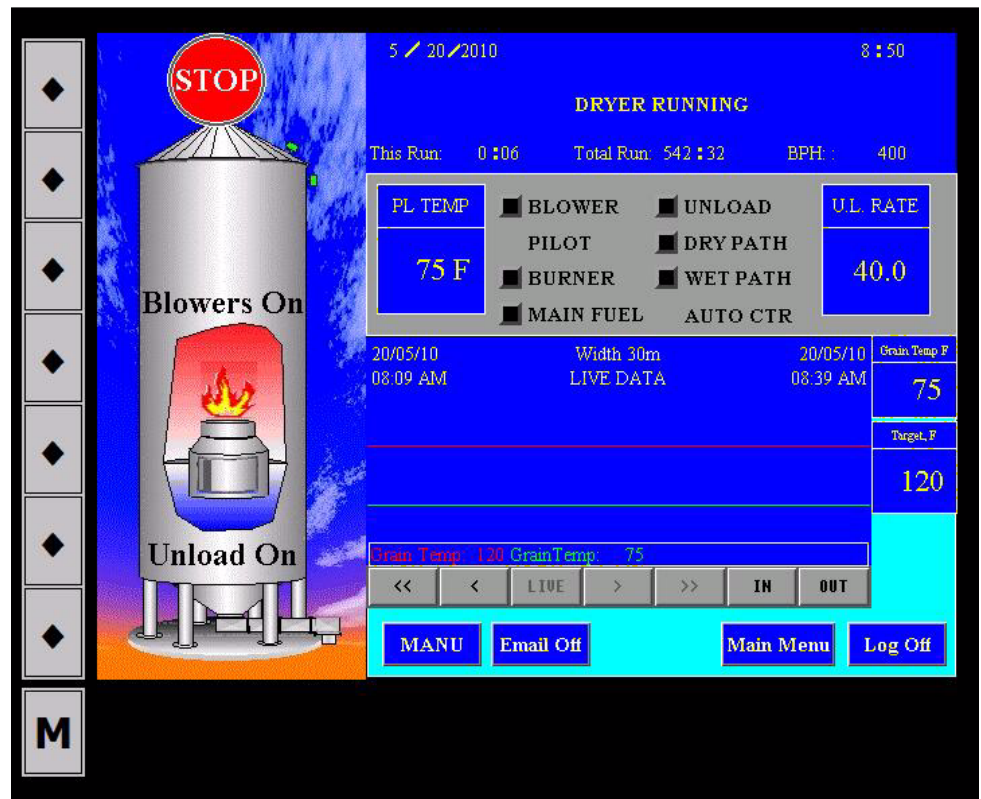 STOP
5 / 20/2010 8:50
DRYER RUNNING
This Run: 0:06 Total Run: 542:32 BPH: : 400
PL TEMP
75 F
BLOWER
PILOT
BURNER
MAIN FUEL
UNLOAD
DRY PATH
WET PATH
AUTO CTR
U.L. RATE
40.0
Blowers On
Unload On
20/05/10 Width 30m 20/05/10
08:09 AM LIVE DATA 08:39 AM
Grain Temp F
75
Target, F
120
Grain Temp: 120 GrainTemp: 75
<< < LIVE > >> IN OUT
MANU Email Off Main Menu Log Off
M